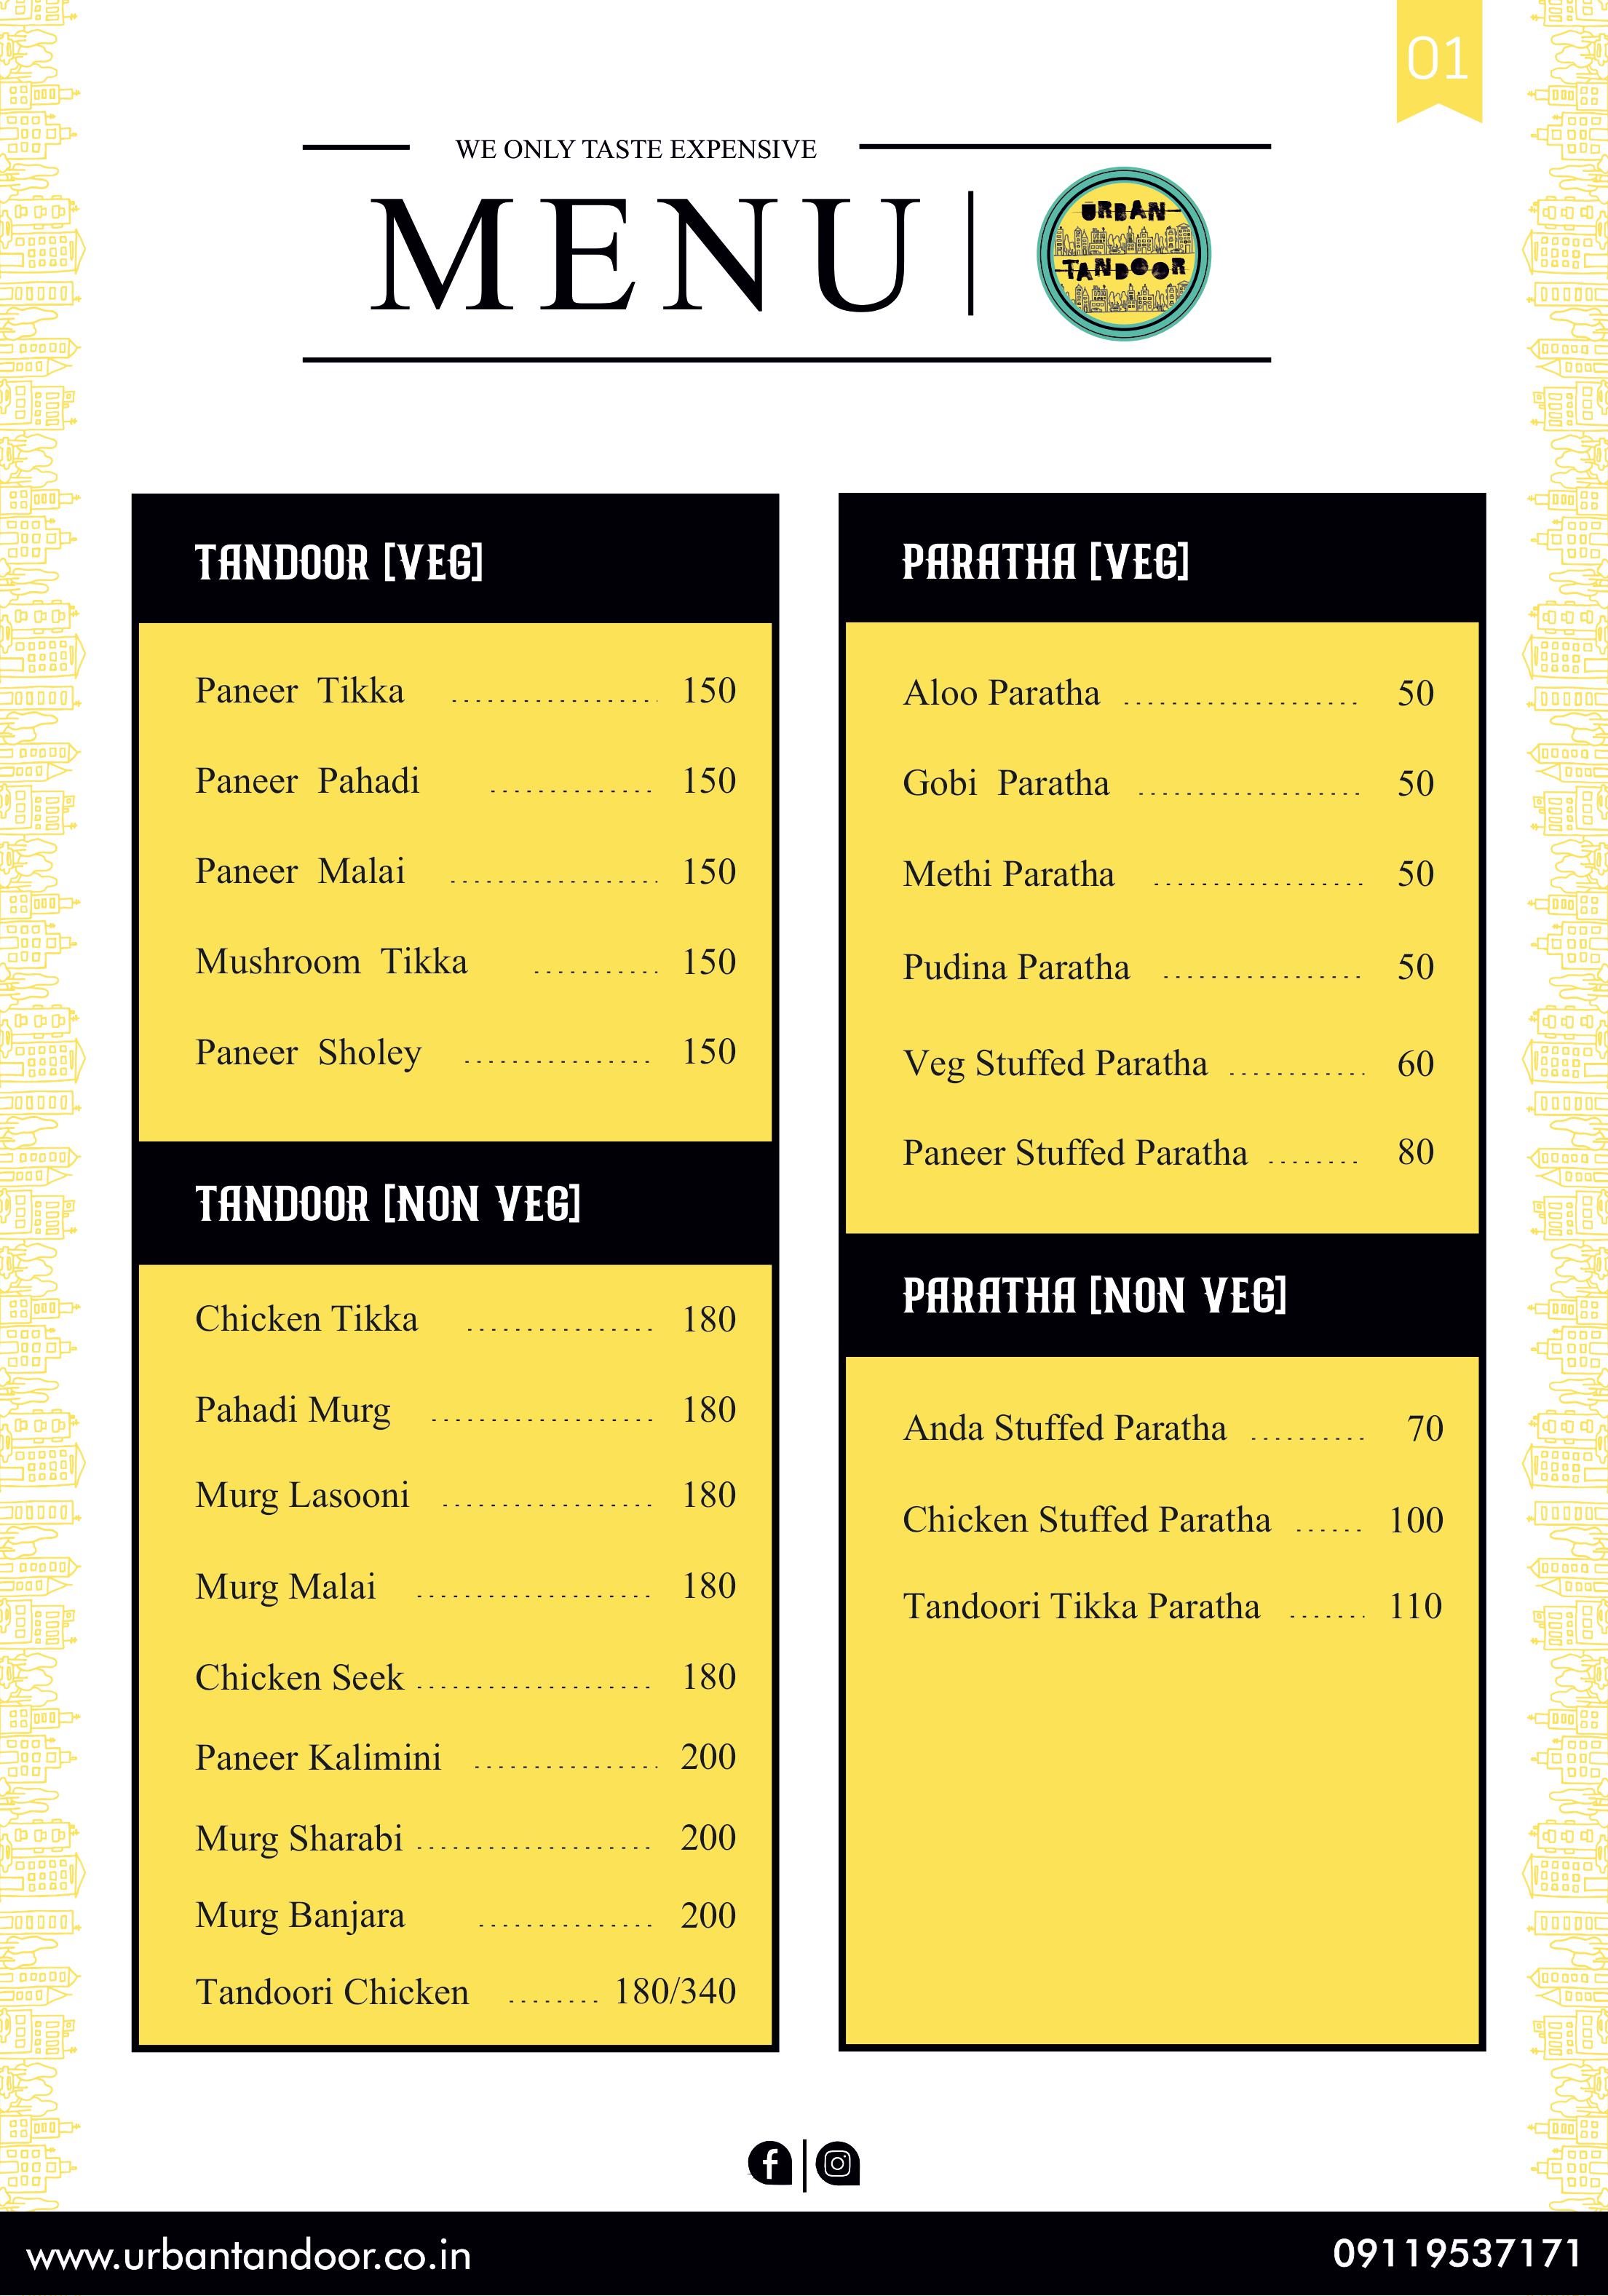 01
WE ONLY TASTE EXPENSIVE
MENU
URBAN
TANDOOR
TANDOOR [VEG]
Paneer Tikka ..................... 150
Paneer Pahadi .............. 150
Paneer Malai .................. 150
Mushroom Tikka ........... 150
Paneer Sholey ................ 150
TANDOOR [NON VEG]
Chicken Tikka ................ 180
Pahadi Murg ................... 180
Murg Lasooni .................. 180
Murg Malai .................... 180
Chicken Seek .................... 180
Paneer Kalimini ................ 200
Murg Sharabi .................... 200
Murg Banjara ............... 200
Tandoori Chicken ........ 180/340
PARATHA [VEG]
Aloo Paratha .................... 50
Gobi Paratha ................... 50
Methi Paratha .................. 50
Pudina Paratha ................. 50
Veg Stuffed Paratha ............ 60
Paneer Stuffed Paratha ........ 80
PARATHA [NON VEG]
Anda Stuffed Paratha .......... 70
Chicken Stuffed Paratha ...... 100
Tandoori Tikka Paratha ....... 110
www.urbantandoor.co.in
09119537171